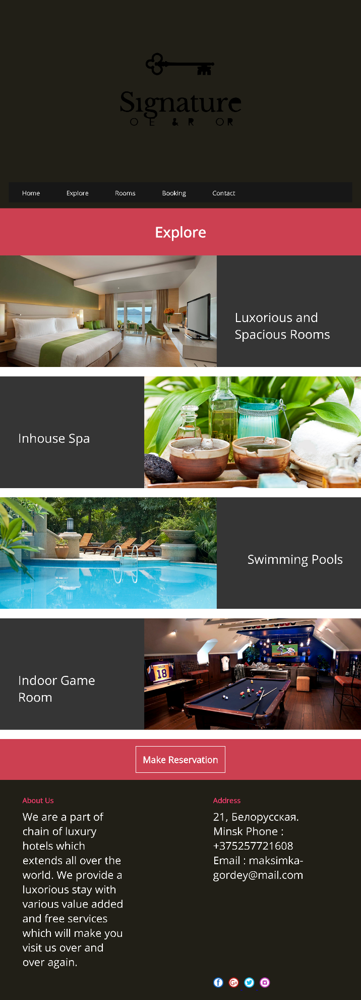 Signature
Home Explore Rooms Booking Contact
Explore
Luxorious and
Spacious Rooms
Inhouse Spa
Swimming Pools
TAYLOR
18
Indoor Game
Room
Make Reservation
About Us
We are a part of
chain of luxury
hotels which
extends all over the
world. We provide a
luxorious stay with
various value added
and free services
which will make you
visit us over and
over again.
Address
21, Белорусская.
Minsk Phone :
+375257721608
Email : maksimka-
gordey@mail.com